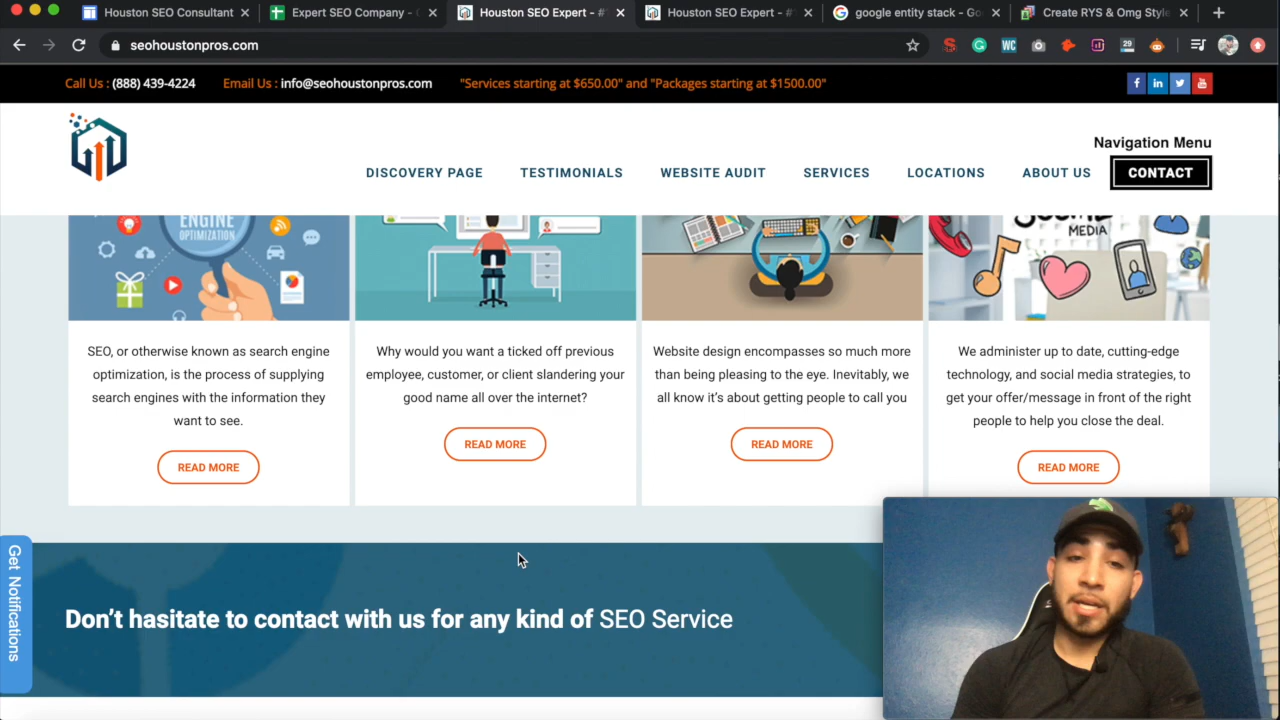 Houston SEO Consultant
Expert SEO Company -
Houston SEO Expert - #
Houston SEO Expert - #
google entity stack - Go
Create RYS & Omg Style
seohoustonpros.com
WC
29
Call Us : (888) 439-4224
Email Us : info@seohoustonpros.com
"Services starting at $650.00" and "Packages starting at $1500.00"
Navigation Menu
DISCOVERY PAGE
TESTIMONIALS
WEBSITE AUDIT
SERVICES
LOCATIONS
ABOUT US
CONTACT
ENGINE
OPTIMIZATION
SOCIAL
MEDIA
SEO, or otherwise known as search engine
optimization, is the process of supplying
search engines with the information they
want to see.
READ MORE
Why would you want a ticked off previous
employee, customer, or client slandering your
good name all over the internet?
READ MORE
Website design encompasses so much more
than being pleasing to the eye. Inevitably, we
all know it's about getting people to call you
READ MORE
We administer up to date, cutting-edge
technology, and social media strategies, to
get your offer/message in front of the right
people to help you close the deal.
READ MORE
Get Notifications
Don't hasitate to contact with us for any kind of SEO Service